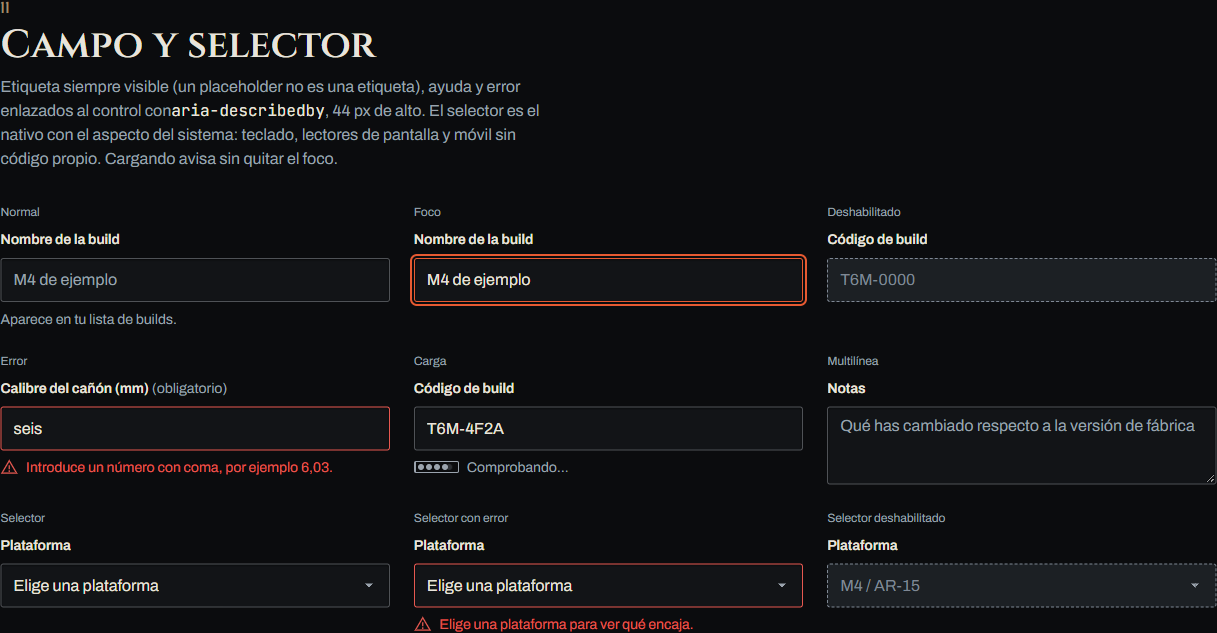 11
Campo y selector
Etiqueta siempre visible (un placeholder no es una etiqueta), ayuda y error
enlazados al control con aria-describedby, 44 px de alto. El selector es el
nativo con el aspecto del sistema: teclado, lectores de pantalla y móvil sin
código propio. Cargando avisa sin quitar el foco.
Normal
Nombre de la build
M4 de ejemplo
Aparece en tu lista de builds.
Foco
Nombre de la build
M4 de ejemplo
Deshabilitado
Código de build
T6M-0000
Error
Calibre del cañón (mm) (obligatorio)
seis
Introduce un número con coma, por ejemplo 6,03.
Carga
Código de build
T6M-4F2A
Comprobando...
Multilínea
Notas
Qué has cambiado respecto a la versión de fábrica
Selector
Plataforma
Elige una plataforma
Selector con error
Plataforma
Elige una plataforma
Elige una plataforma para ver qué encaja.
Selector deshabilitado
Plataforma
M4 / AR-15